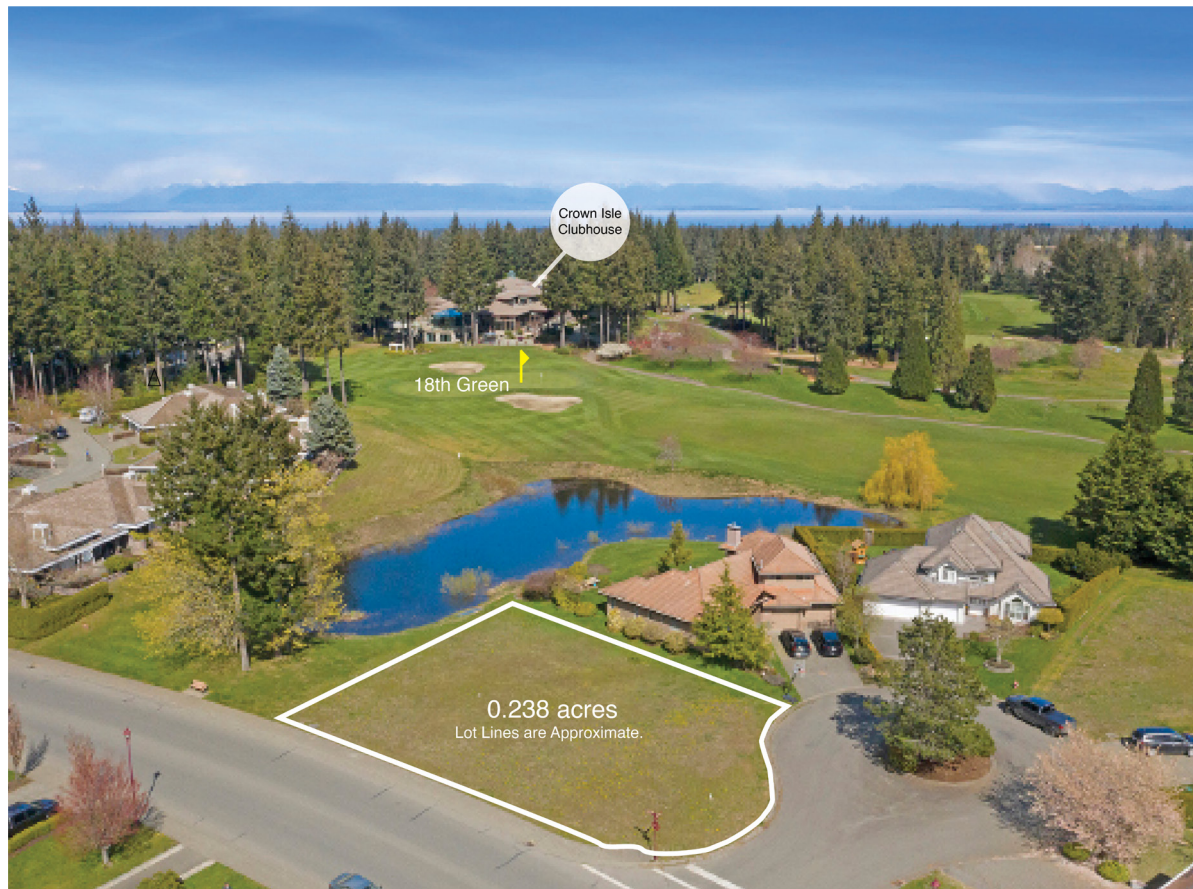 Crown Isle
Clubhouse
18th Green
0.238 acres
Lot Lines are Approximate.